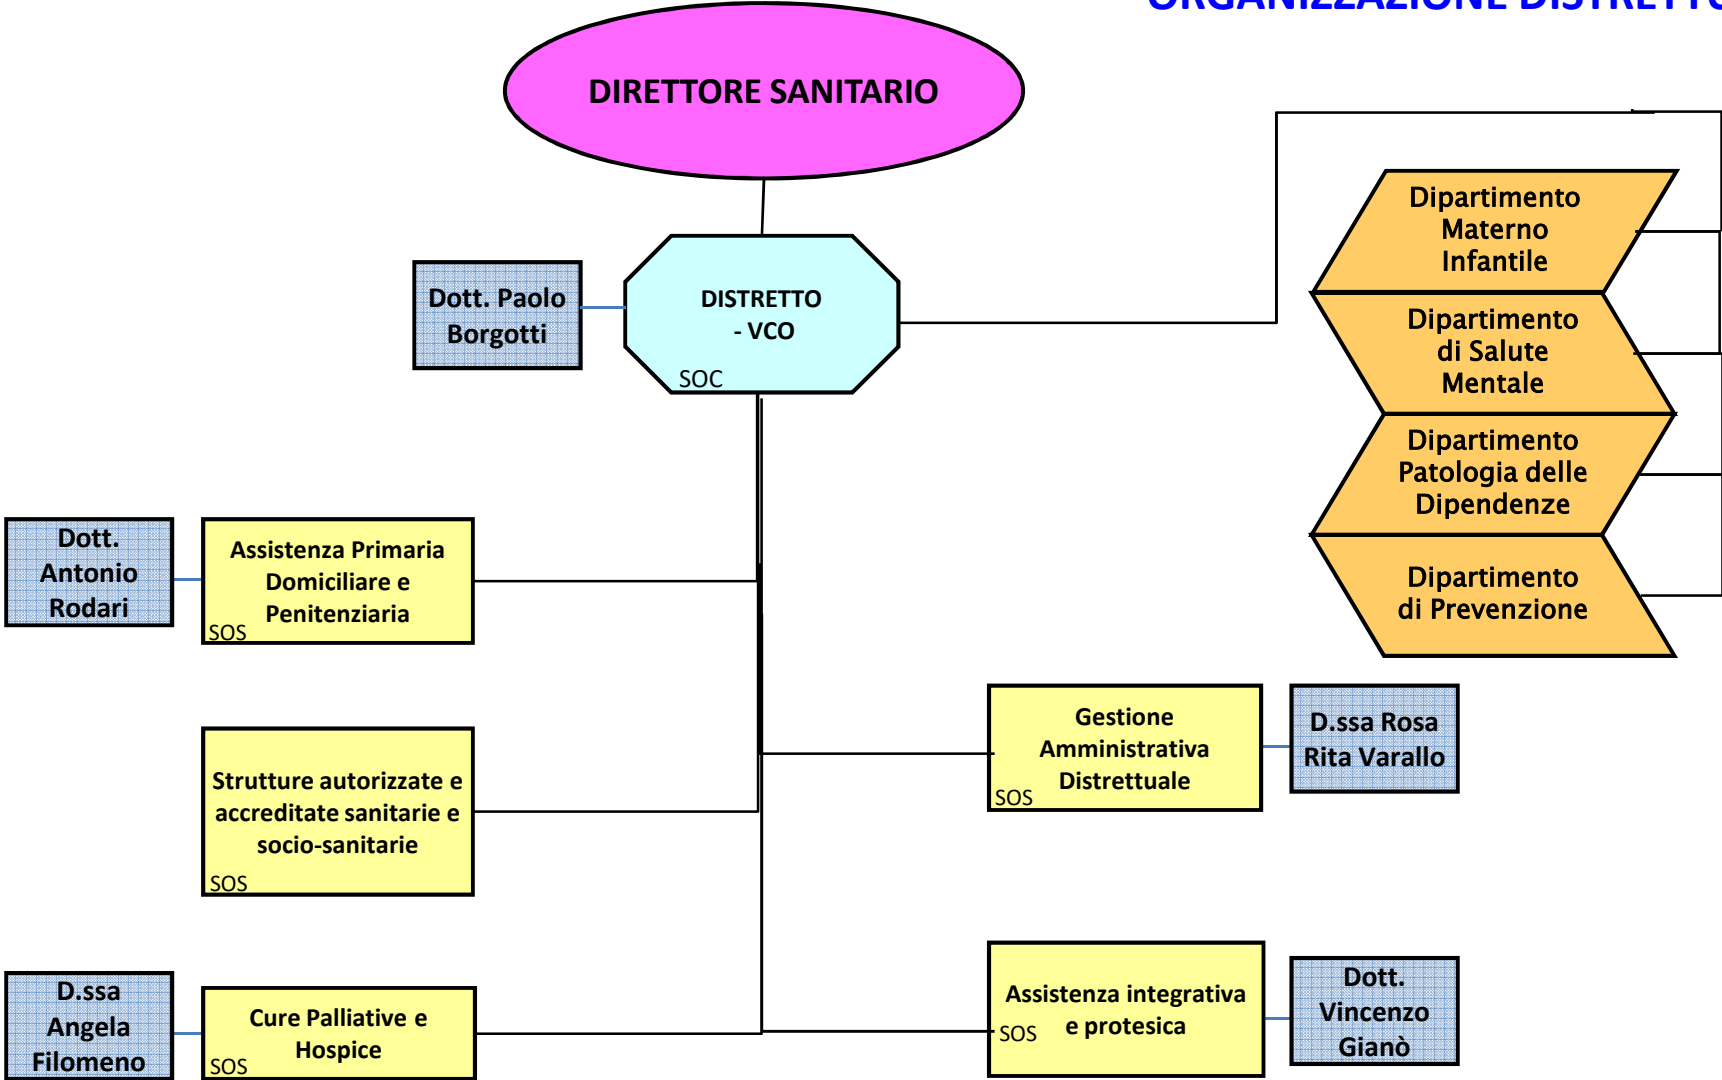 ORGANIZZAZIONE
DIRETTORE SANITARIO
Dott. Paolo
Borgotti
DISTRETTO
- VCO
SOC
Dipartimento
Materno
Infantile
Dipartimento
di Salute
Mentale
Dipartimento
Patologia delle
Dipendenze
Dipartimento
di Prevenzione
Dott.
Antonio
Rodari
Assistenza Primaria
Domiciliare e
Penitenziaria
SOS
Gestione
Amministrativa
Distrettuale
SOS
D.ssa Rosa
Rita Varallo
Strutture autorizzate e
accreditate sanitarie e
socio-sanitarie
SOS
D.ssa
Angela
Filomeno
Cure Palliative e
Hospice
SOS
Assistenza integrativa
e protesica
SOS
Dott.
Vincenzo
Gianò